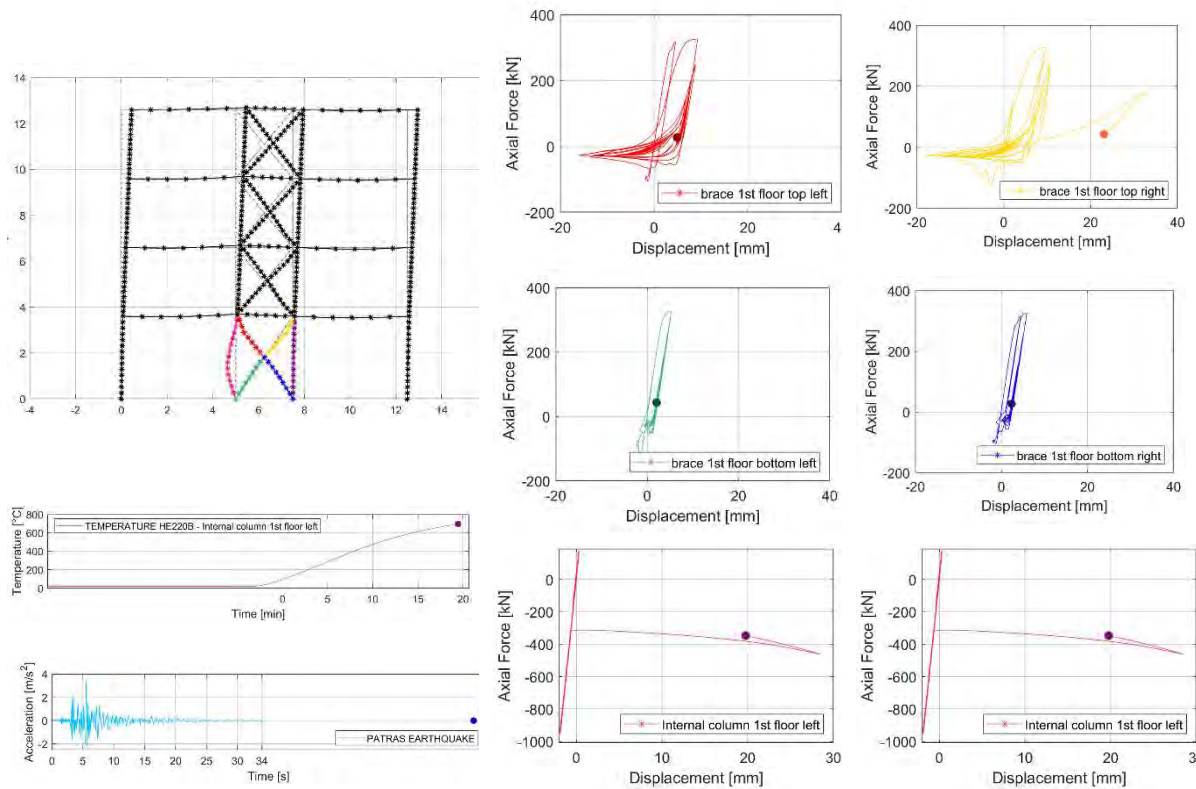 14
12
10
8
6
4
2
0
-4 -2 0 2 4 6 8 10 12 14 16
800
600
400
200
0
Temperature [°C]
TEMPERATURE HE220B - Internal column 1st floor left
0 5 10 15 20
Time [min]
4
2
0
-2
Acceleration [m/s²]
PATRAS EARTHQUAKE
0 5 10 15 20 25 30 34
Time [s]
400
200
0
-200
Axial Force [kN]
brace 1st floor top left
-20 0 20 40
Displacement [mm]
400
200
0
-200
Axial Force [kN]
brace 1st floor top right
-20 0 20 40
Displacement [mm]
400
200
0
-200
Axial Force [kN]
brace 1st floor bottom left
-20 0 20 40
Displacement [mm]
400
200
0
-200
Axial Force [kN]
brace 1st floor bottom right
-20 0 20 40
Displacement [mm]
0
-200
-400
-600
-800
-1000
Axial Force [kN]
Internal column 1st floor left
0 10 20 30
Displacement [mm]
0
-200
-400
-600
-800
-1000
Axial Force [kN]
Internal column 1st floor left
0 10 20 3
Displacement [mm]